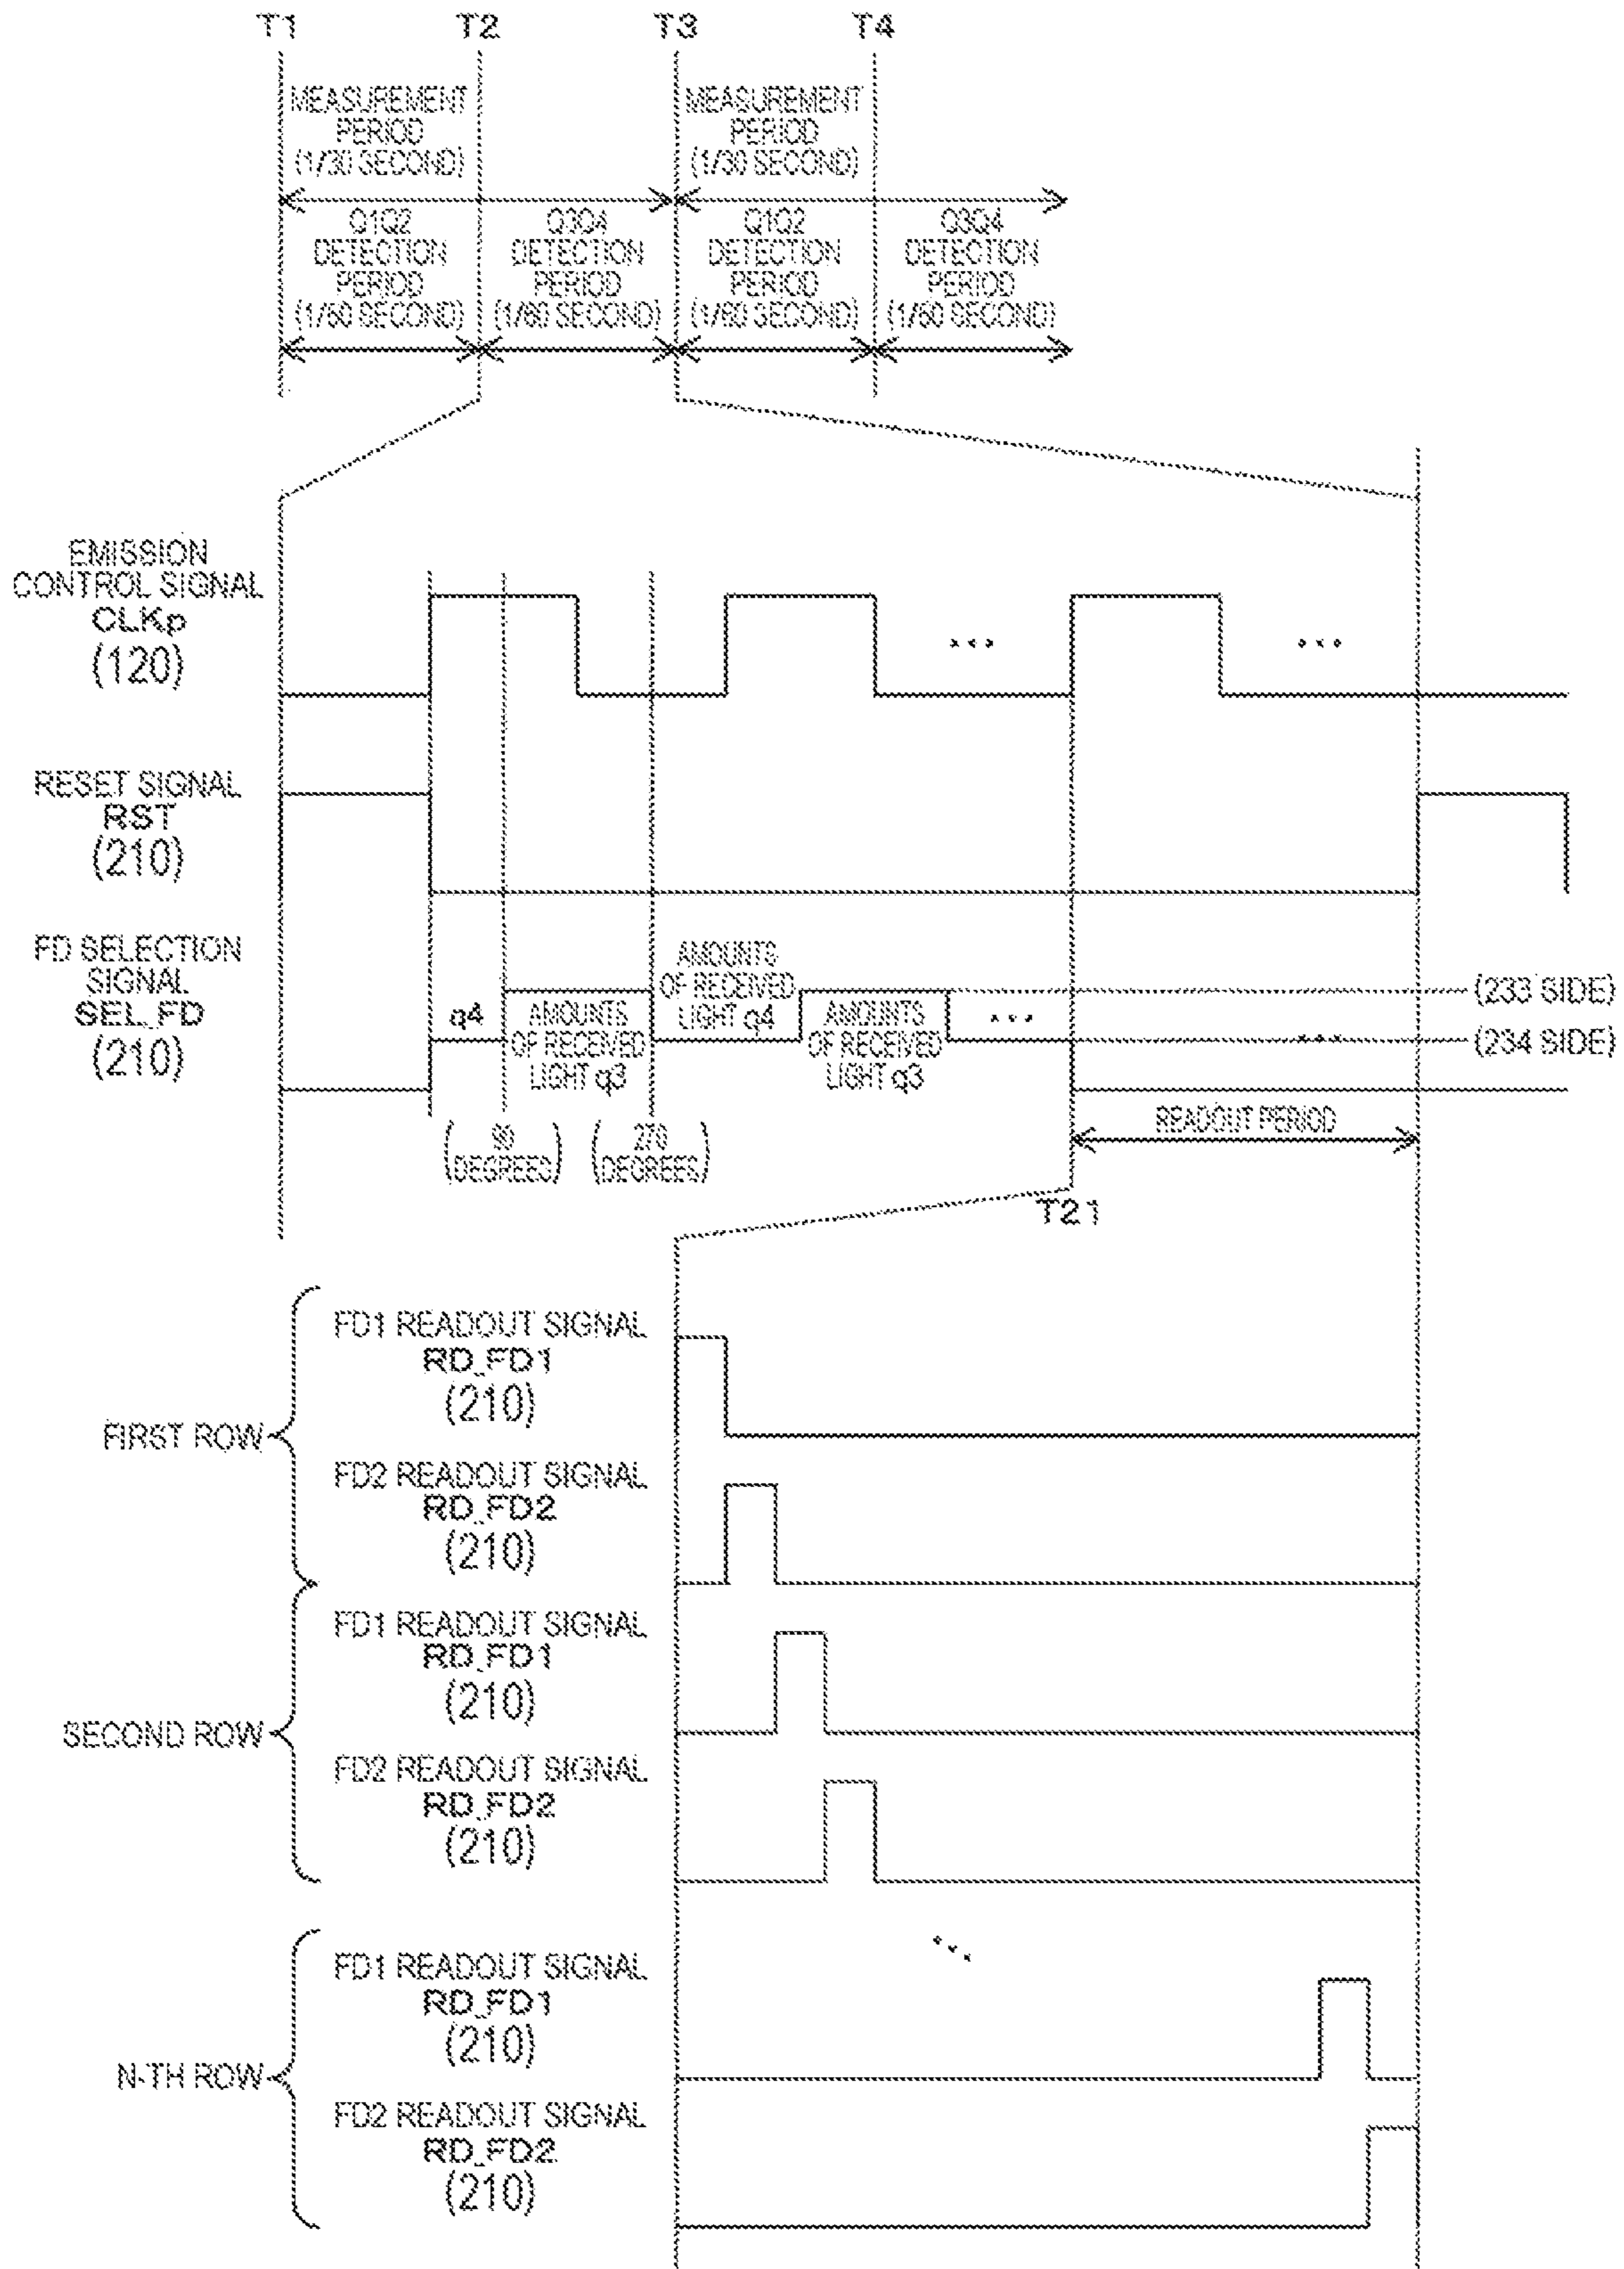 T1 T2 T3 T4
MEASUREMENT
PERIOD
(1/30 SECOND)
MEASUREMENT
PERIOD
(1/30 SECOND)
Q1Q2
DETECTION
PERIOD
(1/60 SECOND)
Q3Q4
DETECTION
PERIOD
(1/60 SECOND)
Q1Q2
DETECTION
PERIOD
(1/60 SECOND)
Q3Q4
DETECTION
PERIOD
(1/60 SECOND)
EMISSION
CONTROL SIGNAL
CLKp
(120)
RESET SIGNAL
RST
(210)
FD SELECTION
SIGNAL
SEL_FD
(210)
q4
AMOUNTS
OF RECEIVED
LIGHT q3
AMOUNTS
OF RECEIVED
LIGHT q4
AMOUNTS
OF RECEIVED
LIGHT q3
(233 SIDE)
(234 SIDE)
(90
DEGREES)
(270
DEGREES)
READOUT PERIOD
T21
FIRST ROW
FD1 READOUT SIGNAL
RD_FD1
(210)
FD2 READOUT SIGNAL
RD_FD2
(210)
SECOND ROW
FD1 READOUT SIGNAL
RD_FD1
(210)
FD2 READOUT SIGNAL
RD_FD2
(210)
N-TH ROW
FD1 READOUT SIGNAL
RD_FD1
(210)
FD2 READOUT SIGNAL
RD_FD2
(210)